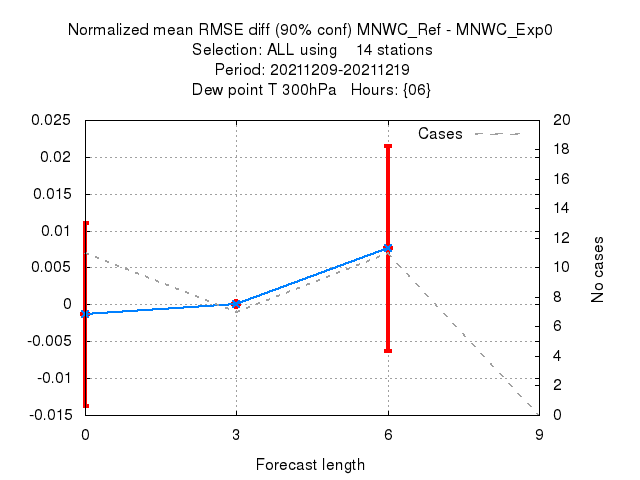 Normalized mean RMSE diff (90% conf) MNWC_Ref - MNWC_Exp0
Selection: ALL using    14 stations
Period: 20211209-20211219
Dew point T 300hPa   Hours: {06}
Cases
0.025
0.02
0.015
0.01
0.005
0
-0.005
-0.01
-0.015
20
18
16
14
12
10
8
6
4
2
0
No cases
0 3 6 9
Forecast length